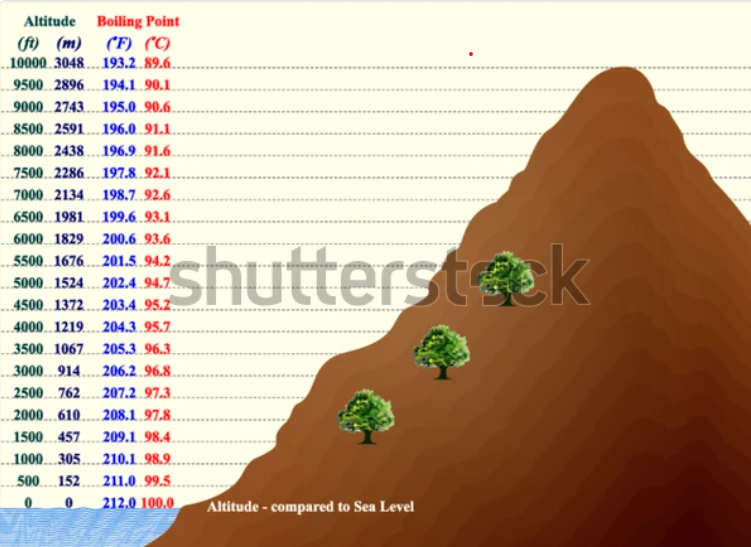 Altitude Boiling Point
(ft) (m) (°F) (°C)
10000 3048 193.2 89.6
9500 2896 194.1 90.1
9000 2743 195.0 90.6
8500 2591 196.0 91.1
8000 2438 196.9 91.6
7500 2286 197.8 92.1
7000 2134 198.7 92.6
6500 1981 199.6 93.1
6000 1829 200.6 93.6
5500 1676 201.5 94.2
5000 1524 202.4 94.7
4500 1372 203.4 95.2
4000 1219 204.3 95.7
3500 1067 205.3 96.3
3000 914 206.2 96.8
2500 762 207.2 97.3
2000 610 208.1 97.8
1500 457 209.1 98.4
1000 305 210.1 98.9
500 152 211.0 99.5
0 0 212.0 100.0
Altitude - compared to Sea Level
shutterstock